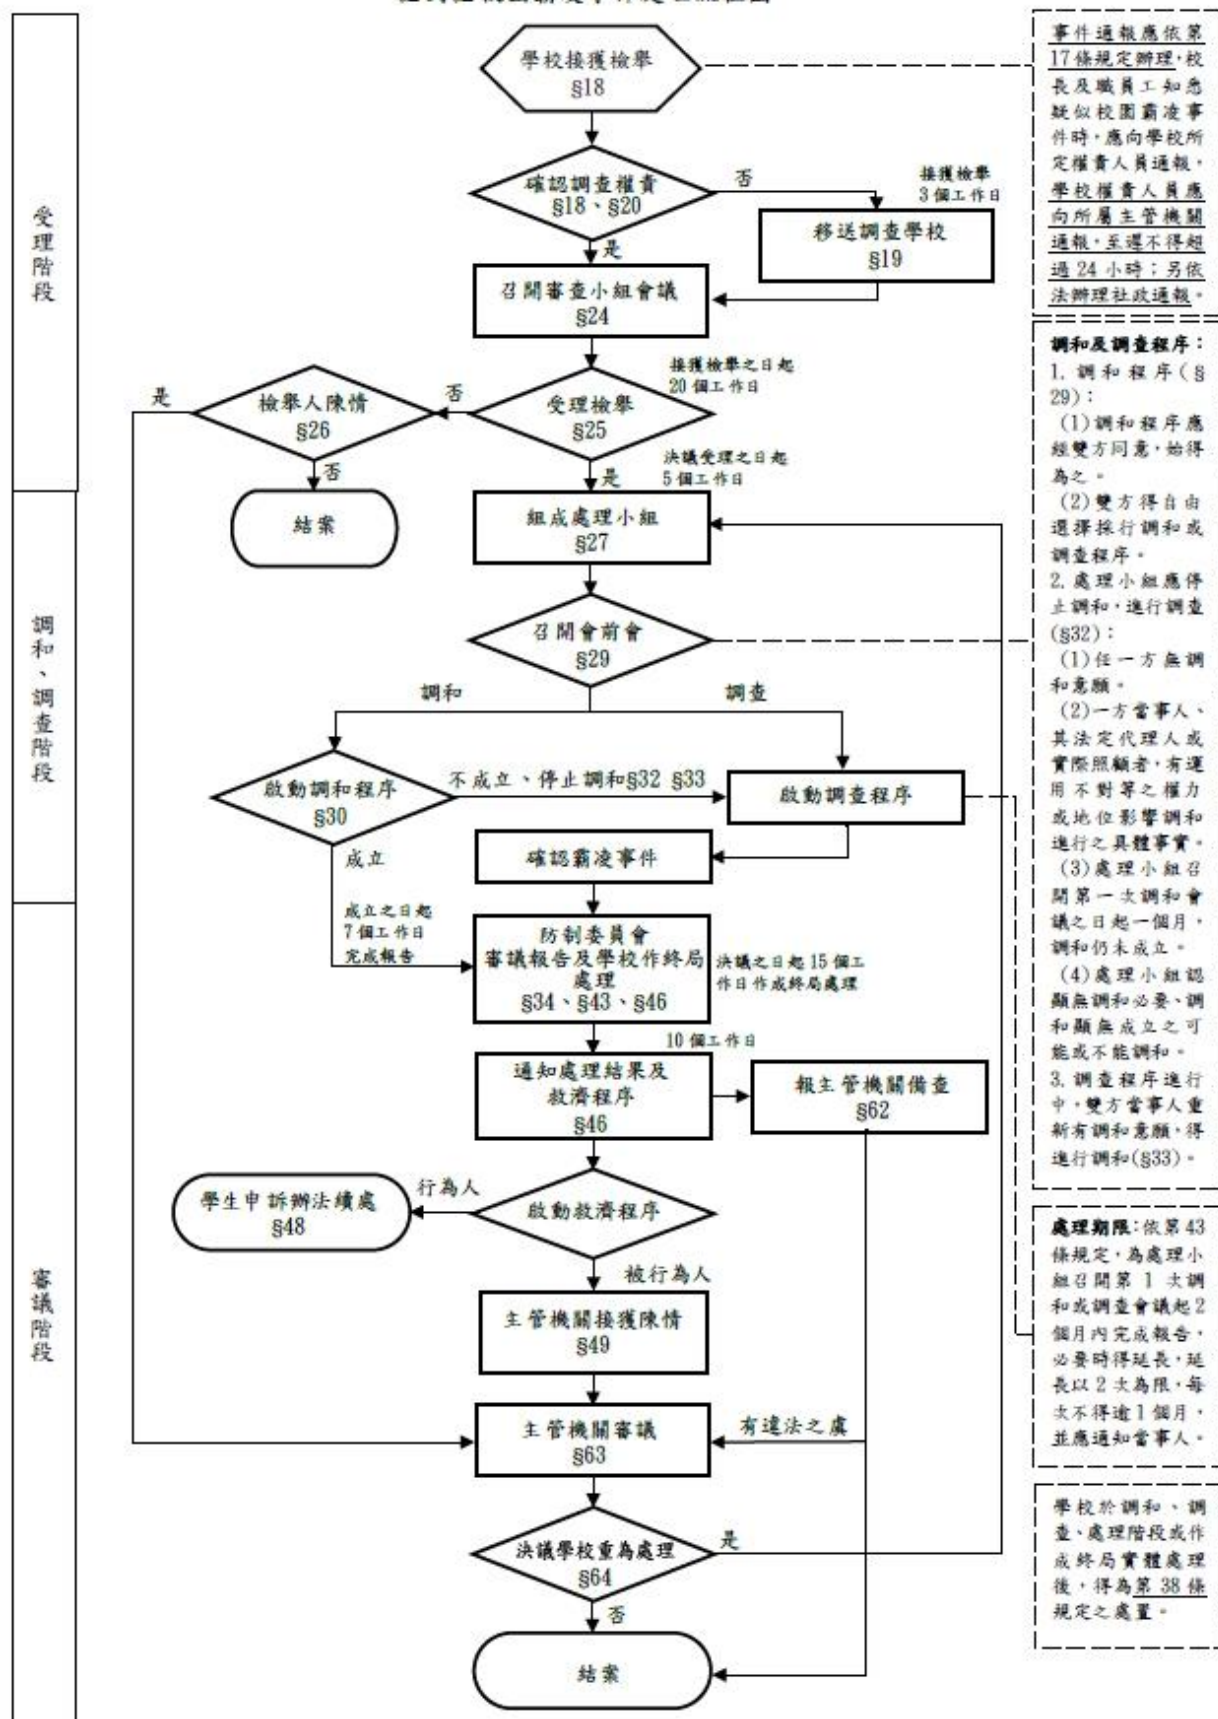 受理階段
調和、調查階段
審議階段
學校接獲檢舉
§18
確認調查權責
§18、§20
否
接獲檢舉
3 個工作日
移送調查學校
§19
是
召開審查小組會議
§24
接獲檢舉之日起
20 個工作日
受理檢舉
§25
否
檢舉人陳情
§26
是
否
結案
決議受理之日起
5 個工作日
是
組成處理小組
§27
召開會前會
§29
調和
調查
啟動調和程序
§30
不成立、停止調和§32 §33
啟動調查程序
成立
確認霸凌事件
成立之日起
7 個工作日
完成報告
防制委員會
審議報告及學校作終局
處理
§34、§43、§46
決議之日起 15 個工
作日作成終局處理
10 個工作日
通知處理結果及
救濟程序
§46
報主管機關備查
§62
啟動救濟程序
行為人
學生申訴辦法續處
§48
被行為人
主管機關接獲陳情
§49
主管機關審議
§63
有違法之虞
決議學校重為處理
§64
是
否
結案
事件通報應依第
17 條規定辦理,校
長及職員工知悉
疑似校園霸凌事
件時,應向學校所
定權責人員通報,
學校權責人員應
向所屬主管機關
通報,至遲不得超
過 24 小時;另依
法辦理社政通報。
調和及調查程序:
1. 調和程序(§
29):
(1)調和程序應
經雙方同意,始得
為之。
(2)雙方得自由
選擇採行調和或
調查程序。
2. 處理小組應停
止調和,進行調查
(§32):
(1)任一方無調
和意願。
(2)一方當事人、
其法定代理人或
實際照顧者,有運
用不對等之權力
或地位影響調和
進行之具體事實。
(3)處理小組召
開第一次調和會
議之日起一個月,
調和仍未成立。
(4)處理小組認
顯無調和必要、調
和顯無成立之可
能或不能調和。
3. 調查程序進行
中,雙方當事人重
新有調和意願,得
進行調和(§33)。
處理期限:依第 43
條規定,為處理小
組召開第 1 次調
和或調查會議起 2
個月內完成報告,
必要時得延長,延
長以 2 次為限,每
次不得逾 1 個月,
並應通知當事人。
學校於調和、調
查、處理階段或作
成終局實體處理
後,得為第 38 條
規定之處置。